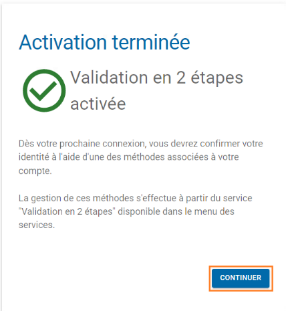 Activation terminée
Validation en 2 étapes
activée
Dès votre prochaine connexion, vous devrez confirmer votre
identité à l'aide d'une des méthodes associées à votre
compte.
La gestion de ces méthodes s'effectue à partir du service
"Validation en 2 étapes" disponible dans le menu des
services.
CONTINUER